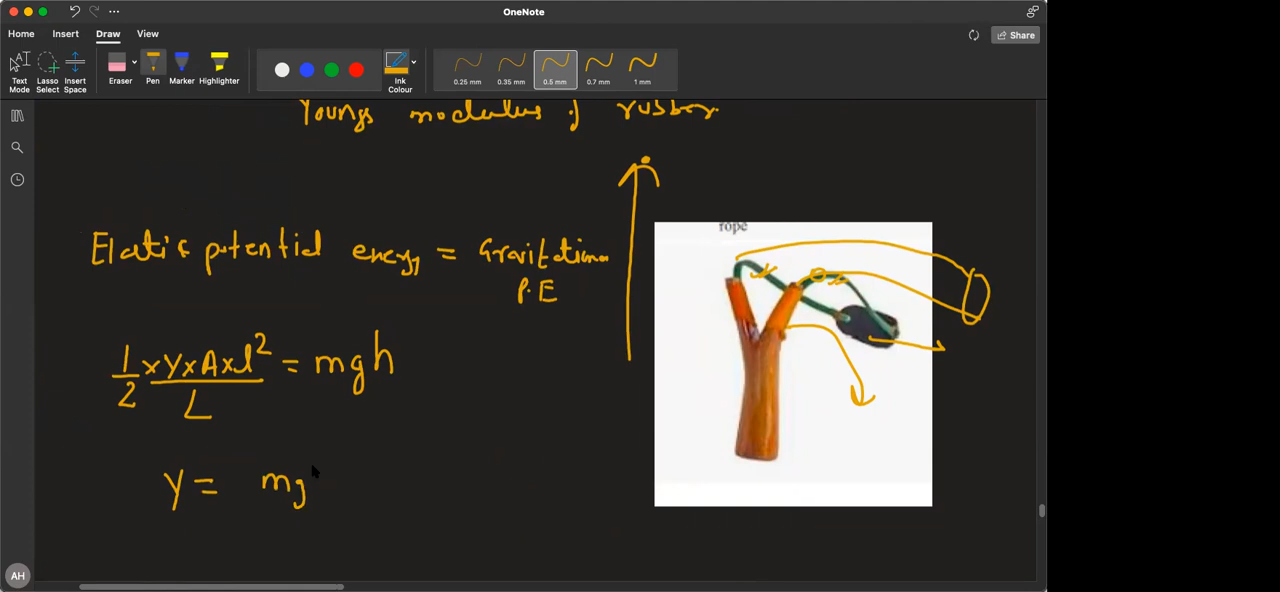 OneNote
Home Insert Draw View
Share
Text Mode
Lasso Select
Insert Space
Eraser
Pen
Marker
Highlighter
Ink Colour
0.25 mm
0.35 mm
0.5 mm
0.7 mm
1 mm
Youngs modulus of rubber
rope
Elastic potential energy = Gravitational
P.E
1/2 × Y×A×l²/L = mgh
Y = mg
AH